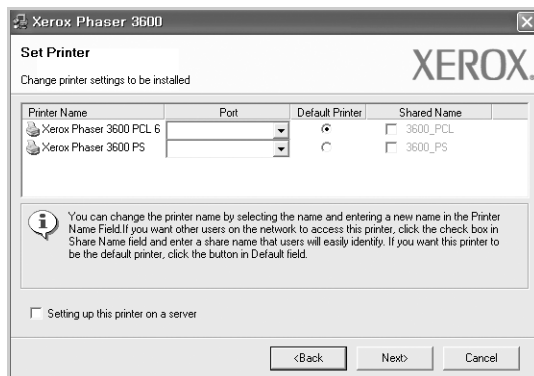 Xerox Phaser 3600
Set Printer
Change printer settings to be installed
XEROX.
Printer Name Port Default Printer Shared Name
Xerox Phaser 3600 PCL 6 3600_PCL
Xerox Phaser 3600 PS 3600_PS
You can change the printer name by selecting the name and entering a new name in the Printer
Name Field.If you want other users on the network to access this printer, click the check box in
Share Name field and enter a share name that users will easily identify. If you want this printer to
be the default printer, click the button in Default field.
Setting up this printer on a server
<Back Next> Cancel